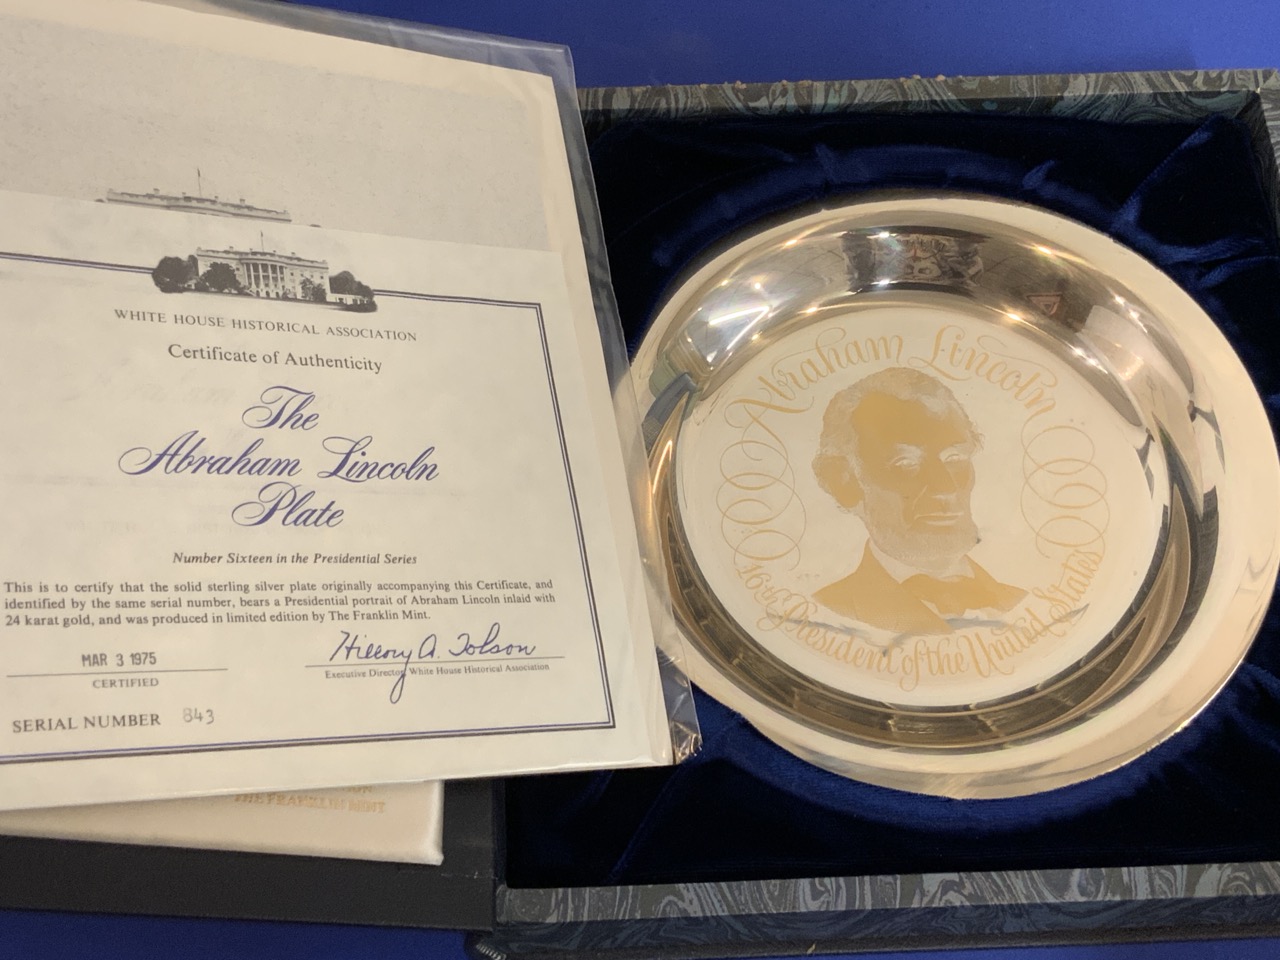 WHITE HOUSE HISTORICAL ASSOCIATION
Certificate of Authenticity
The
Abraham Lincoln
Plate
Number Sixteen in the Presidential Series
This is to certify that the solid sterling silver plate originally accompanying this Certificate, and
identified by the same serial number, bears a Presidential portrait of Abraham Lincoln inlaid with
24 karat gold, and was produced in limited edition by The Franklin Mint.
MAR 3 1975
CERTIFIED
Hillory A. Tolson
Executive Director, White House Historical Association
SERIAL NUMBER 843
THE FRANKLIN MINT
Abraham Lincoln
16th President of the United States